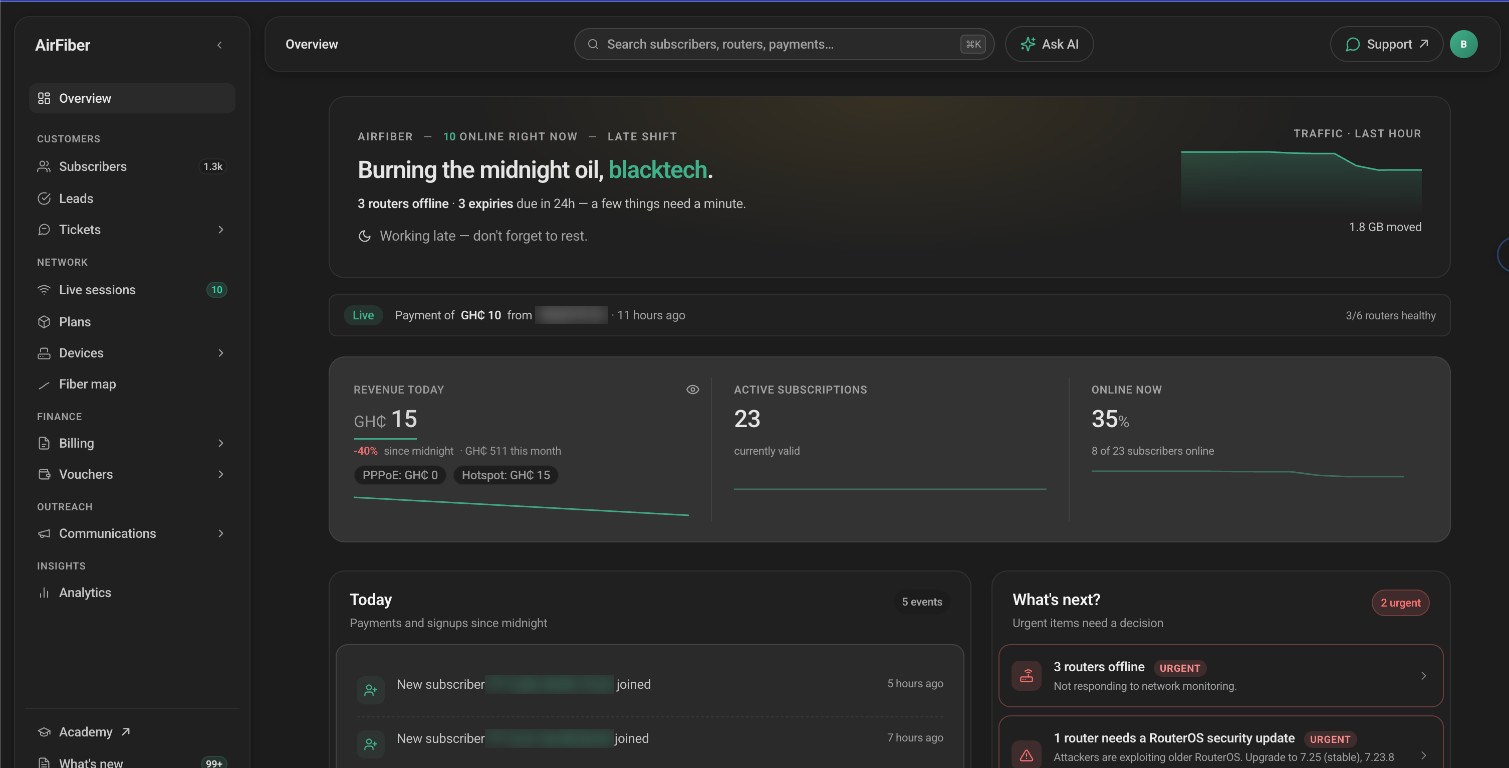 AirFiber
Overview
Search subscribers, routers, payments...
⌘K
Ask AI
Support
B
Overview
CUSTOMERS
Subscribers 1.3k
Leads
Tickets
NETWORK
Live sessions 10
Plans
Devices
Fiber map
FINANCE
Billing
Vouchers
OUTREACH
Communications
INSIGHTS
Analytics
Academy
What's new 99+
AIRFIBER — 10 ONLINE RIGHT NOW — LATE SHIFT
Burning the midnight oil, blacktech.
3 routers offline · 3 expiries due in 24h — a few things need a minute.
Working late — don't forget to rest.
TRAFFIC · LAST HOUR
1.8 GB moved
Live Payment of GH₵ 10 from · 11 hours ago
3/6 routers healthy
REVENUE TODAY
GH₵ 15
-40% since midnight · GH₵ 511 this month
PPPoE: GH₵ 0 Hotspot: GH₵ 15
ACTIVE SUBSCRIPTIONS
23
currently valid
ONLINE NOW
35%
8 of 23 subscribers online
Today
5 events
Payments and signups since midnight
New subscriber joined
5 hours ago
New subscriber joined
7 hours ago
What's next?
2 urgent
Urgent items need a decision
3 routers offline URGENT
Not responding to network monitoring.
1 router needs a RouterOS security update URGENT
Attackers are exploiting older RouterOS. Upgrade to 7.25 (stable), 7.23.8